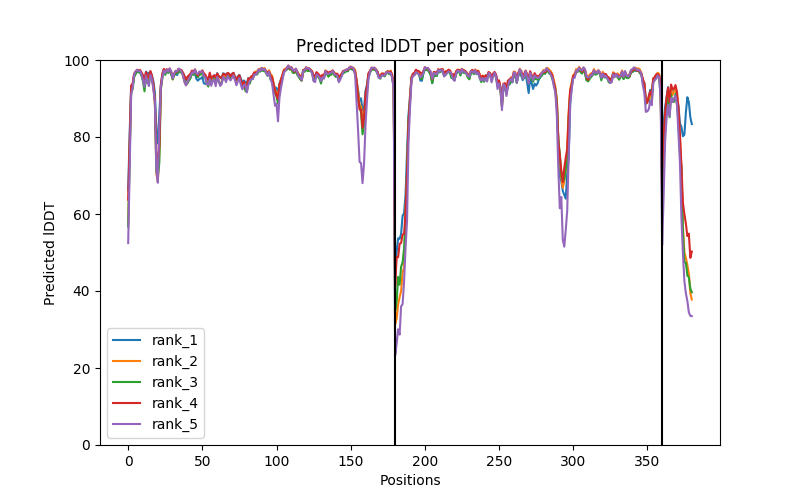 Predicted lDDT per position
100
80
60
40
20
0
Predicted lDDT
rank_1
rank_2
rank_3
rank_4
rank_5
0 50 100 150 200 250 300 350
Positions